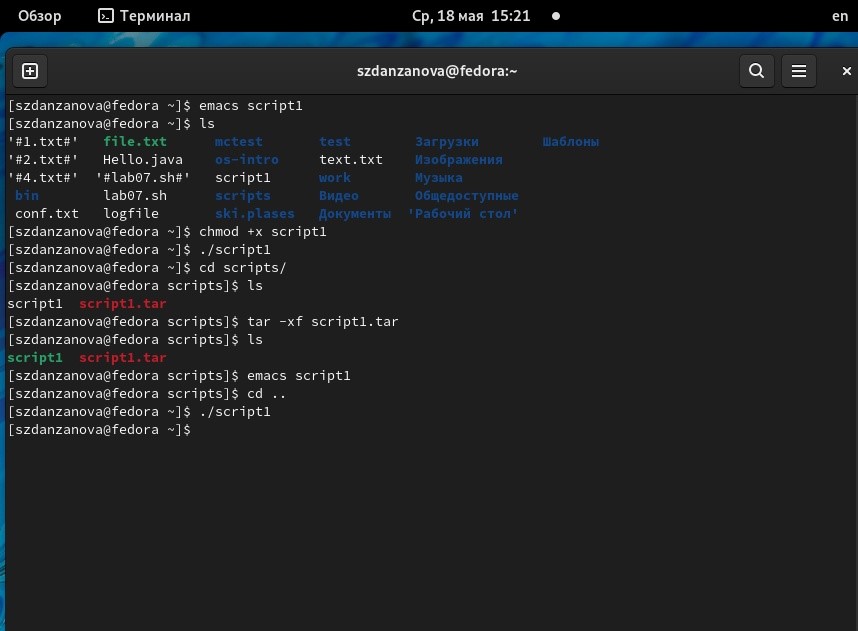 Обзор Терминал Ср, 18 мая 15:21 en
szdanzanova@fedora:~
[szdanzanova@fedora ~]$ emacs script1
[szdanzanova@fedora ~]$ ls
'#1.txt#' file.txt mctest test Загрузки Шаблоны
'#2.txt#' Hello.java os-intro text.txt Изображения
'#4.txt#' '#lab07.sh#' script1 work Музыка
bin lab07.sh scripts Видео Общедоступные
conf.txt logfile ski.plases Документы 'Рабочий стол'
[szdanzanova@fedora ~]$ chmod +x script1
[szdanzanova@fedora ~]$ ./script1
[szdanzanova@fedora ~]$ cd scripts/
[szdanzanova@fedora scripts]$ ls
script1 script1.tar
[szdanzanova@fedora scripts]$ tar -xf script1.tar
[szdanzanova@fedora scripts]$ ls
script1 script1.tar
[szdanzanova@fedora scripts]$ emacs script1
[szdanzanova@fedora scripts]$ cd ..
[szdanzanova@fedora ~]$ ./script1
[szdanzanova@fedora ~]$